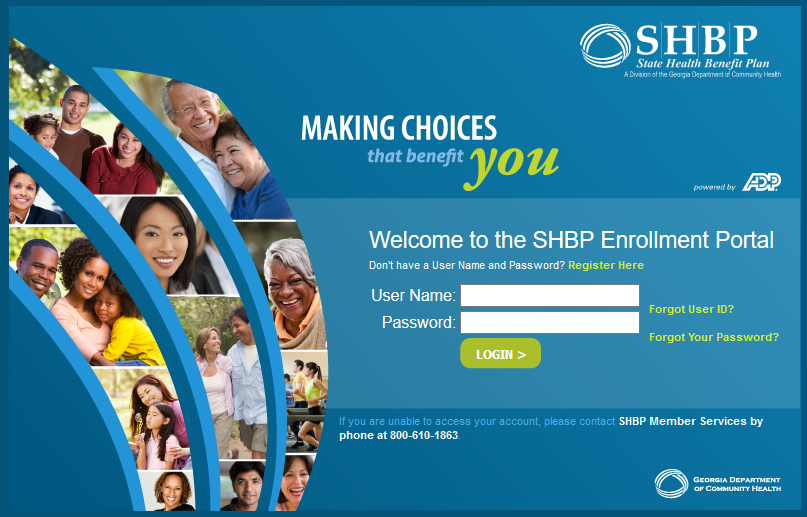 SHBP
State Health Benefit Plan
A Division of the Georgia Department of Community Health
MAKING CHOICES
that benefit you
powered by ADP
Welcome to the SHBP Enrollment Portal
Don't have a User Name and Password? Register Here
User Name:
Forgot User ID?
Password:
Forgot Your Password?
LOGIN >
If you are unable to access your account, please contact SHBP Member Services by
phone at 800-610-1863.
GEORGIA DEPARTMENT
OF COMMUNITY HEALTH